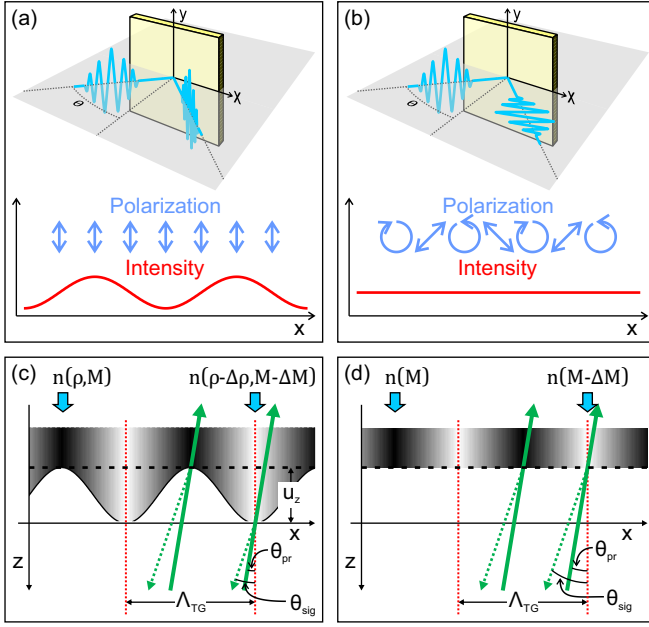 (a)
y
χ
Θ
Polarization
Intensity
x
(b)
y
χ
Θ
Polarization
Intensity
x
(c)
n(ρ,M)
n(ρ-Δρ,M-ΔM)
u_z
x
z
θ_pr
Λ_TG
θ_sig
(d)
n(M)
n(M-ΔM)
x
z
θ_pr
Λ_TG
θ_sig